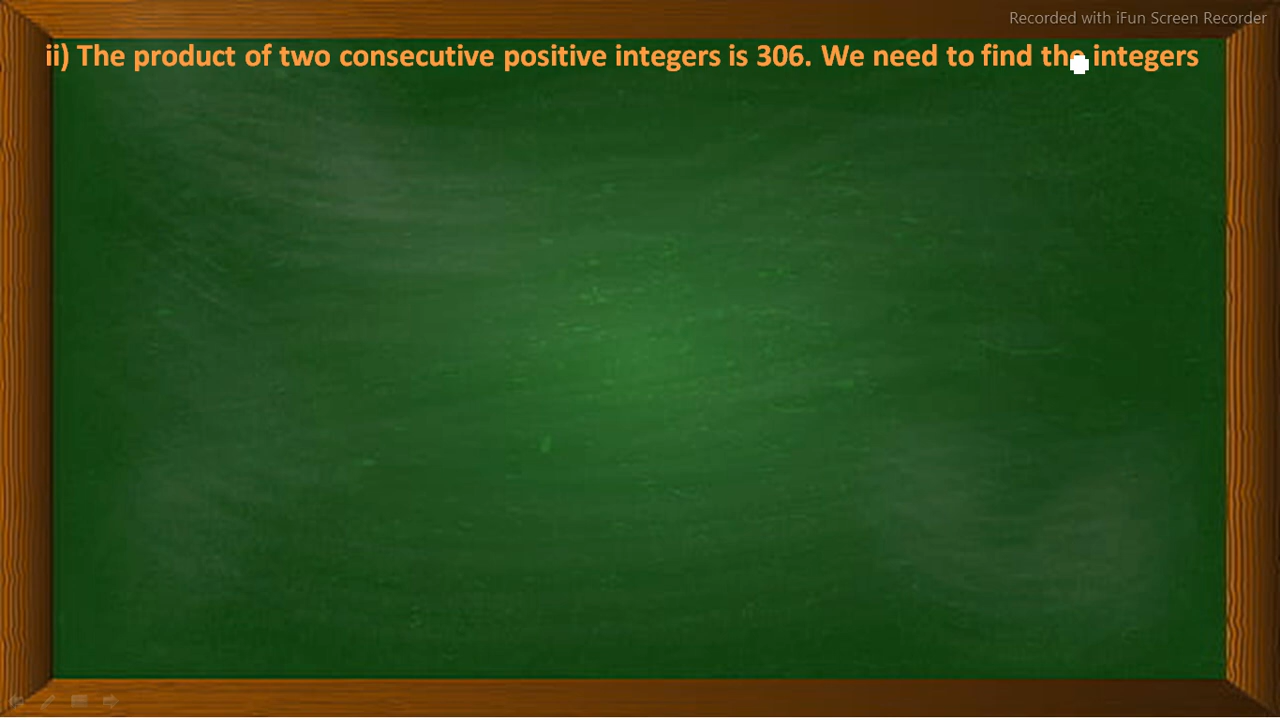 Recorded with iFun Screen Recorder
ii) The product of two consecutive positive integers is 306. We need to find the integers